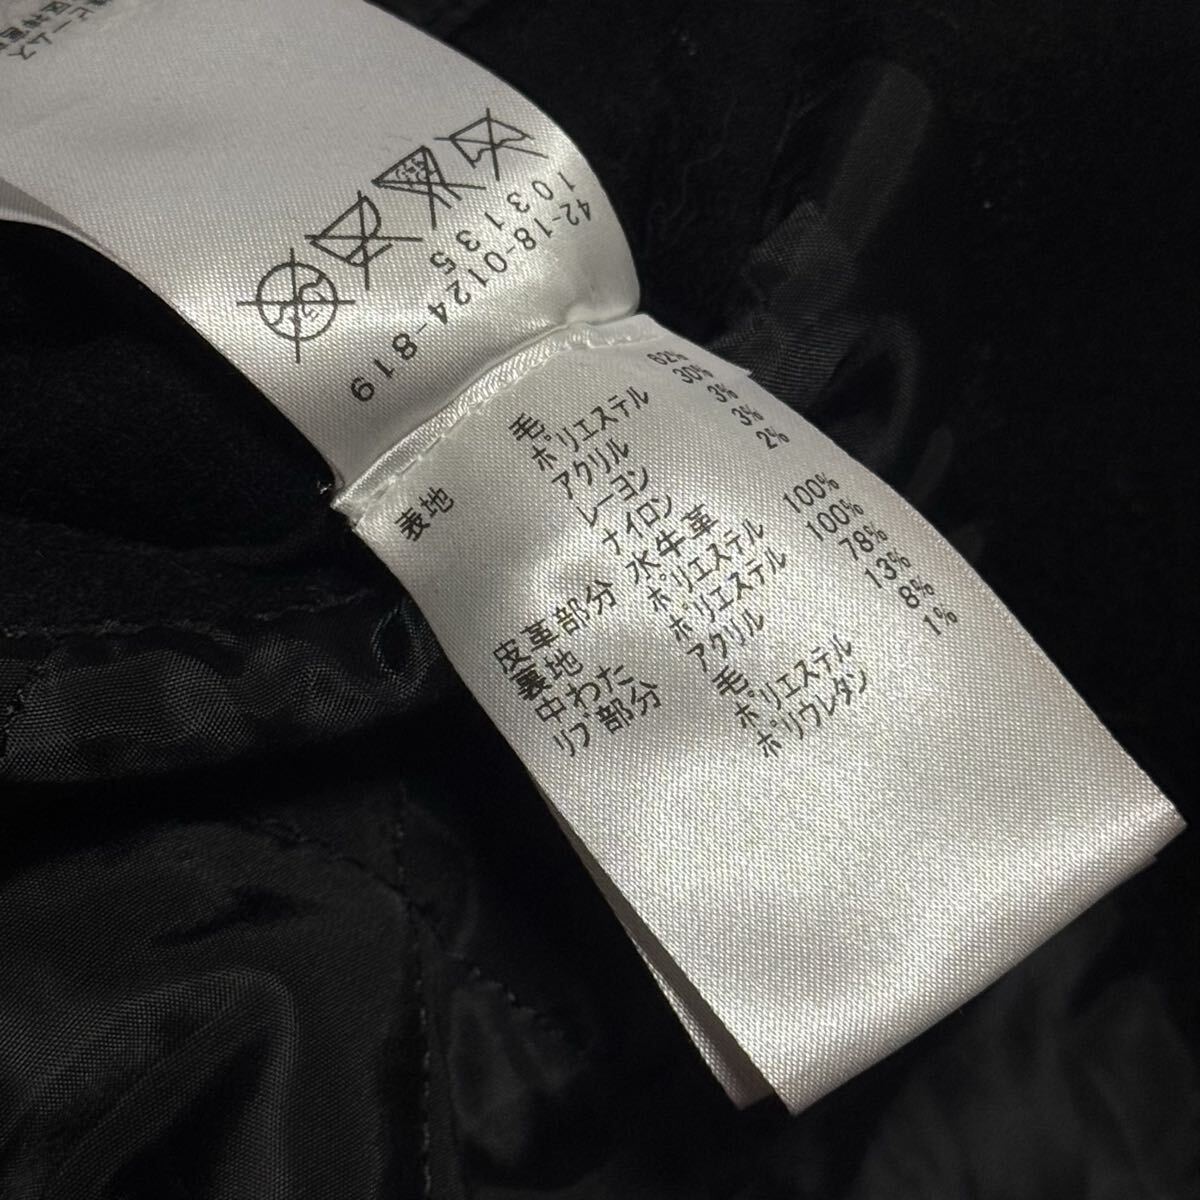 ビームス
42-18-0124-819
103135
表地 毛 62%
ポリエステル 30%
アクリル 3%
レーヨン 3%
ナイロン 2%
皮革部分 水牛革
裏地 ポリエステル 100%
中わた ポリエステル 100%
リブ部分 アクリル 78%
毛 13%
ポリエステル 8%
ポリウレタン 1%